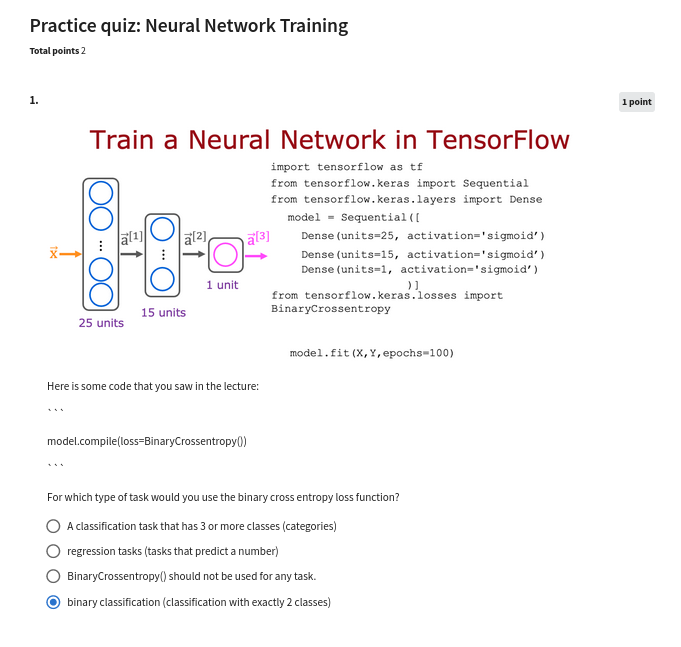 Practice quiz: Neural Network Training
Total points 2
1.
1 point
Train a Neural Network in TensorFlow
import tensorflow as tf
from tensorflow.keras import Sequential
from tensorflow.keras.layers import Dense
model = Sequential([
Dense(units=25, activation='sigmoid’)
Dense(units=15, activation='sigmoid’)
Dense(units=1, activation='sigmoid’)
)]
from tensorflow.keras.losses import
BinaryCrossentropy
model.fit(X,Y,epochs=100)
x⃗
a⃗[1]
a⃗[2]
a⃗[3]
25 units
15 units
1 unit
Here is some code that you saw in the lecture:
```
model.compile(loss=BinaryCrossentropy())
```
For which type of task would you use the binary cross entropy loss function?
A classification task that has 3 or more classes (categories)
regression tasks (tasks that predict a number)
BinaryCrossentropy() should not be used for any task.
binary classification (classification with exactly 2 classes)